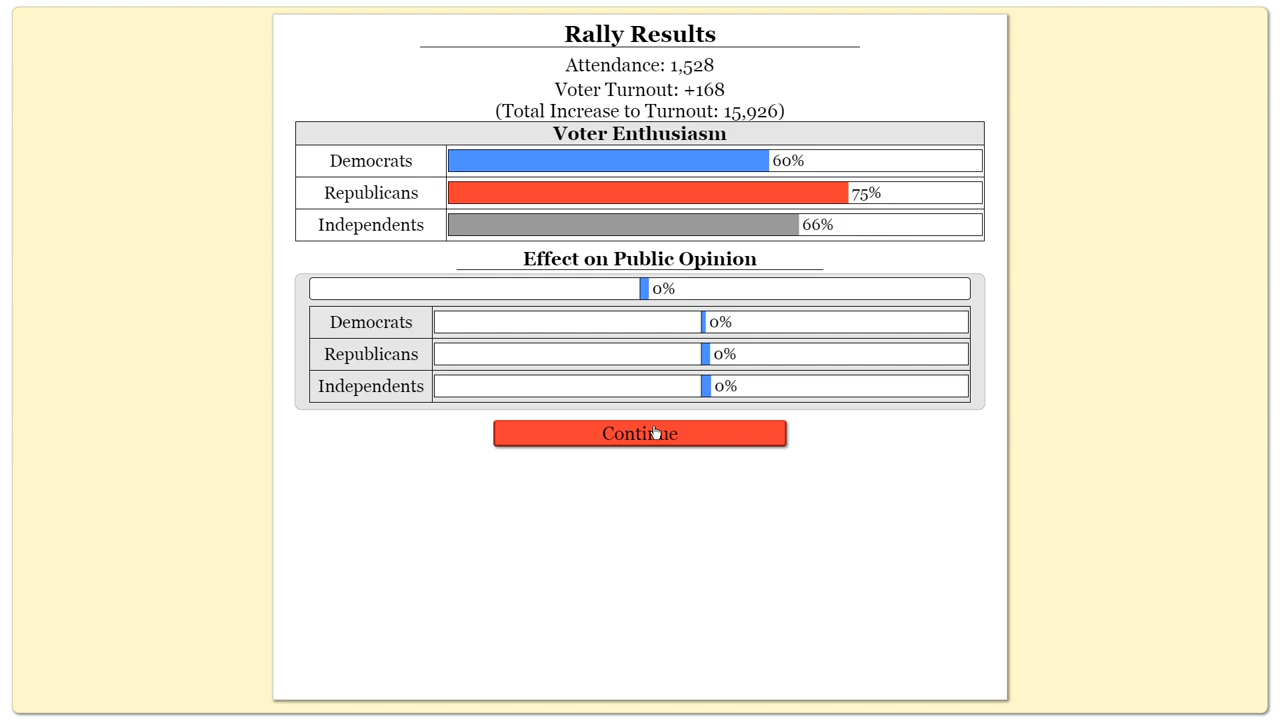 Rally Results
Attendance: 1,528
Voter Turnout: +168
(Total Increase to Turnout: 15,926)
Voter Enthusiasm
Democrats 60%
Republicans 75%
Independents 66%
Effect on Public Opinion
0%
Democrats 0%
Republicans 0%
Independents 0%
Continue